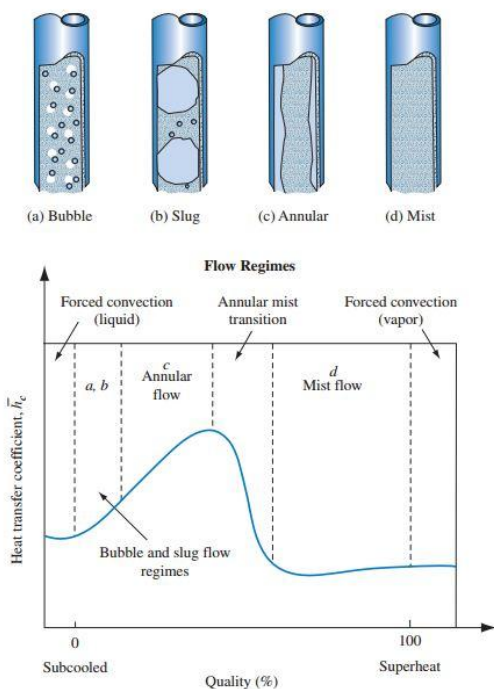 (a) Bubble
(b) Slug
(c) Annular
(d) Mist
Flow Regimes
Forced convection
(liquid)
Annular mist
transition
Forced convection
(vapor)
a, b
c
Annular
flow
d
Mist flow
Heat transfer coefficient, h̅c
Bubble and slug flow
regimes
0
100
Subcooled
Superheat
Quality (%)